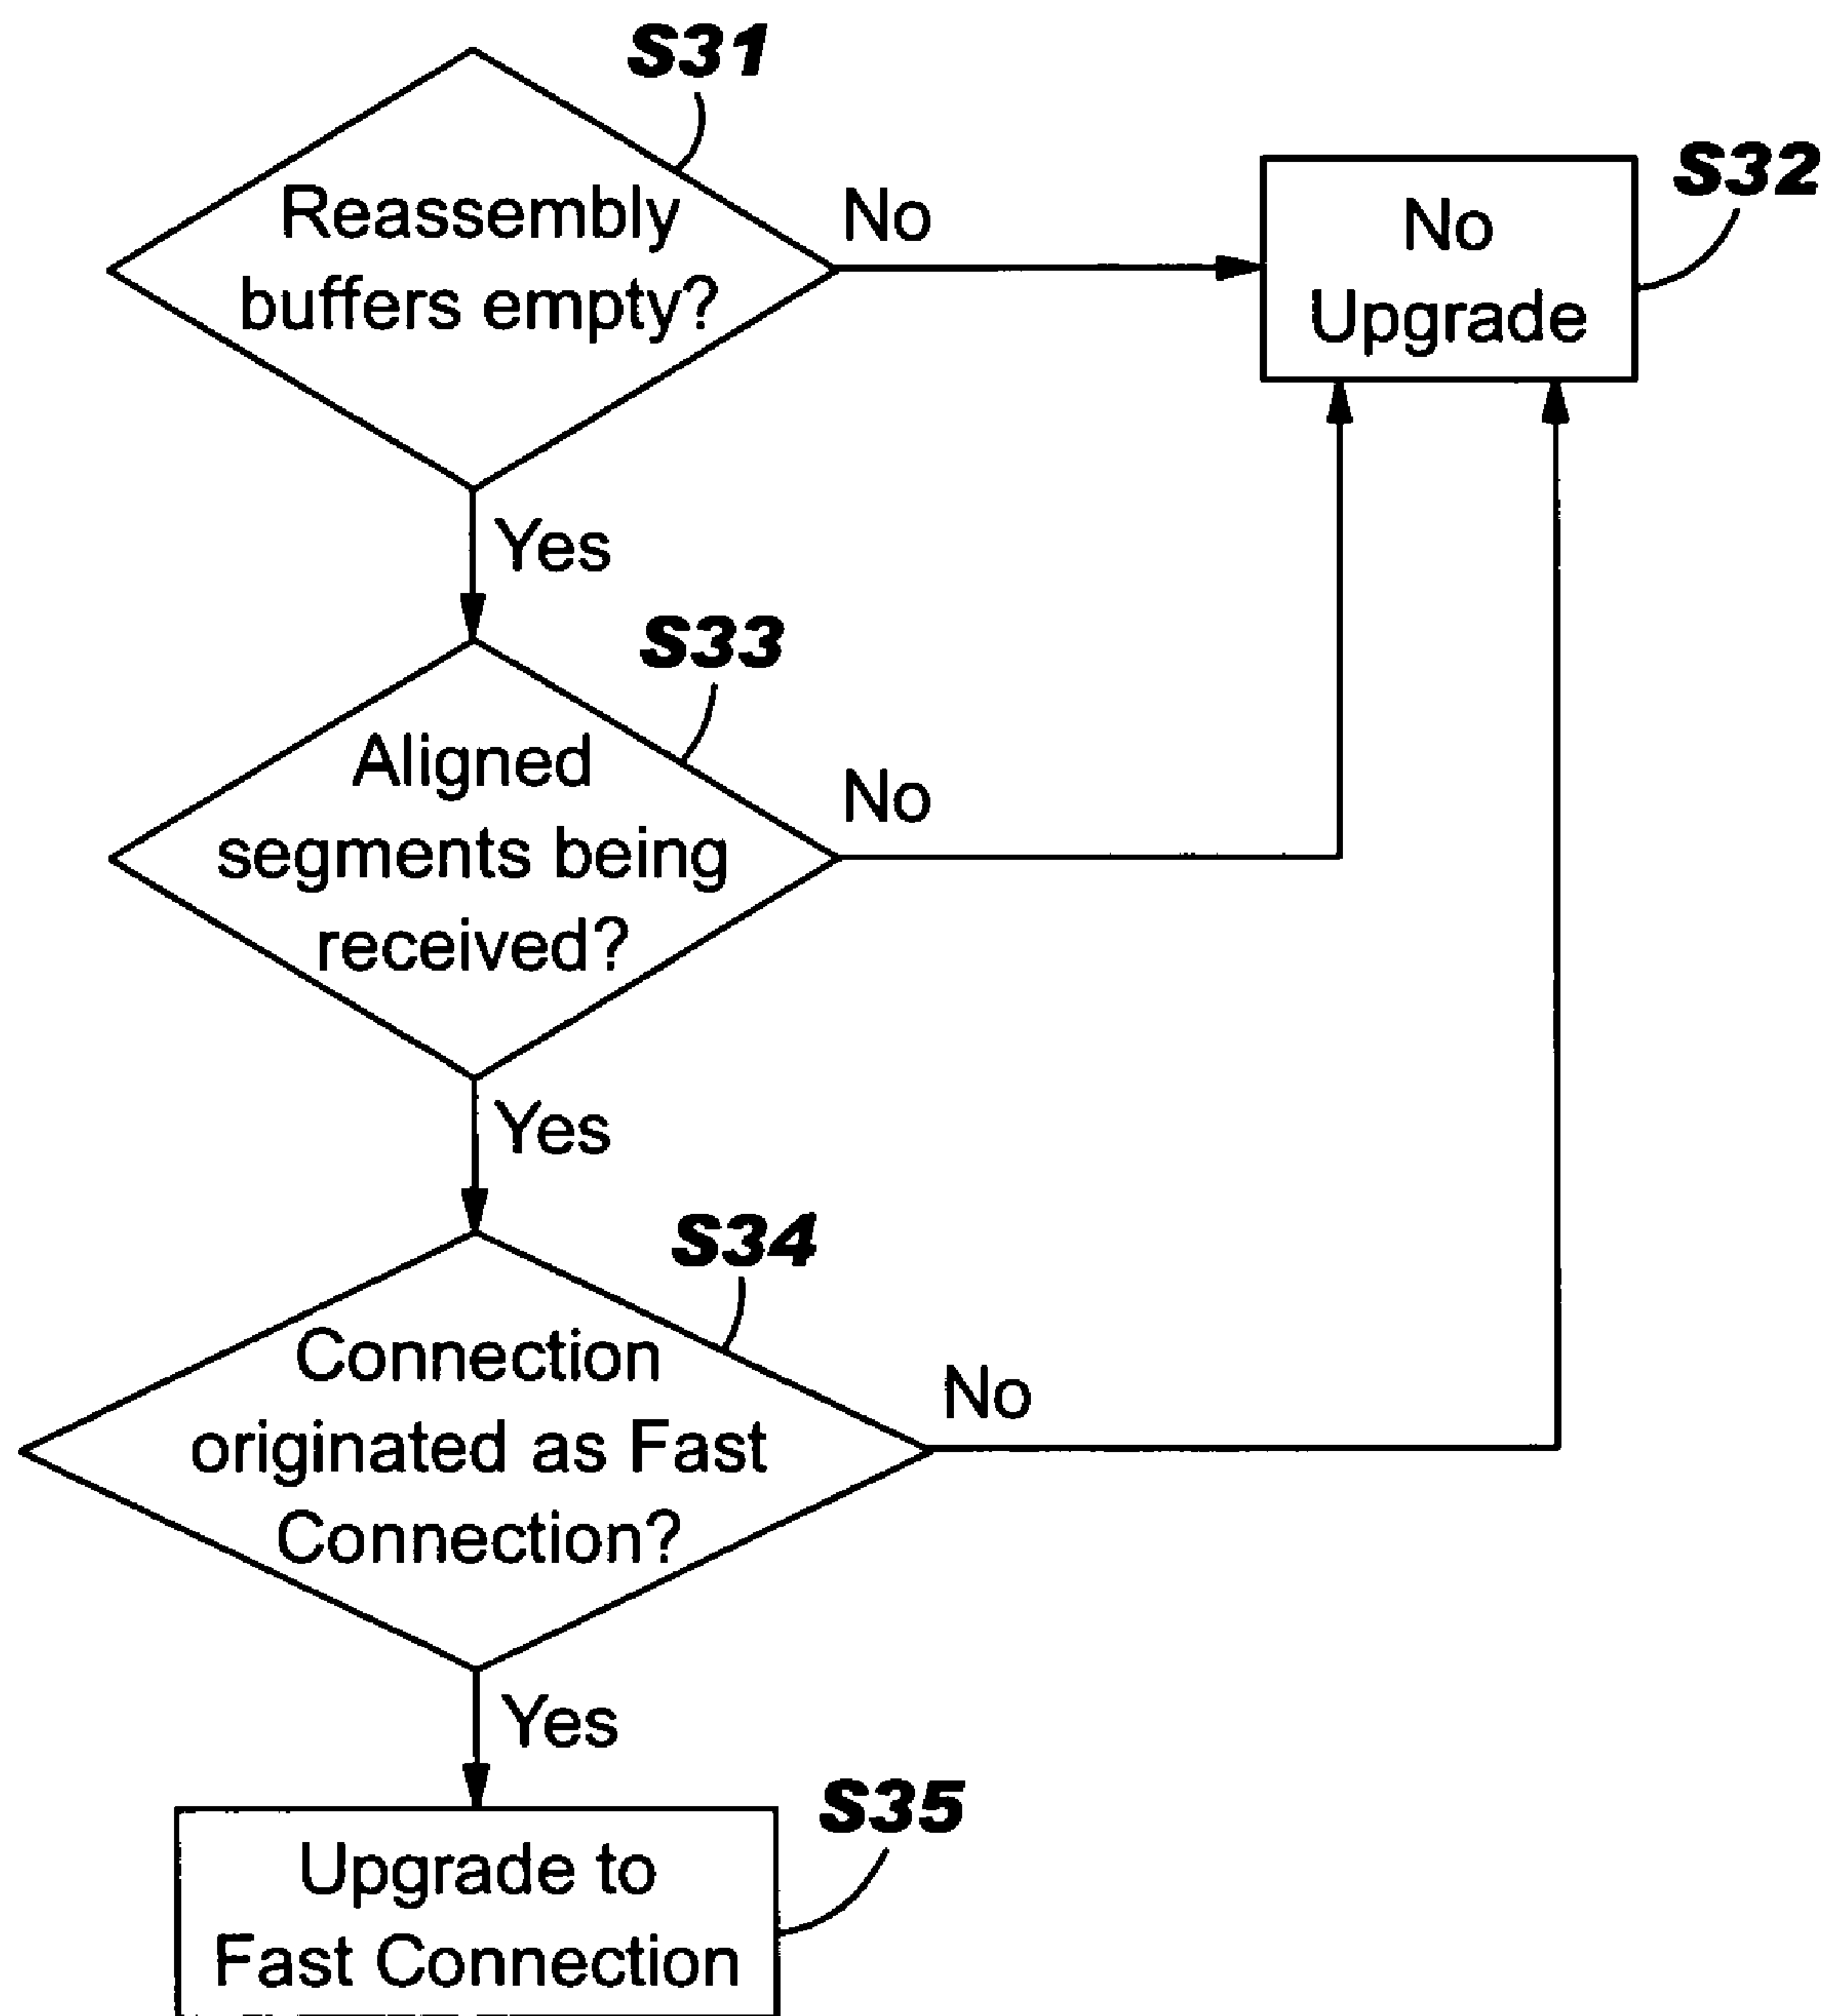 S31
Reassembly
buffers empty?
No
S32
No
Upgrade
Yes
S33
Aligned
segments being
received?
No
Yes
S34
Connection
originated as Fast
Connection?
No
Yes
S35
Upgrade to
Fast Connection